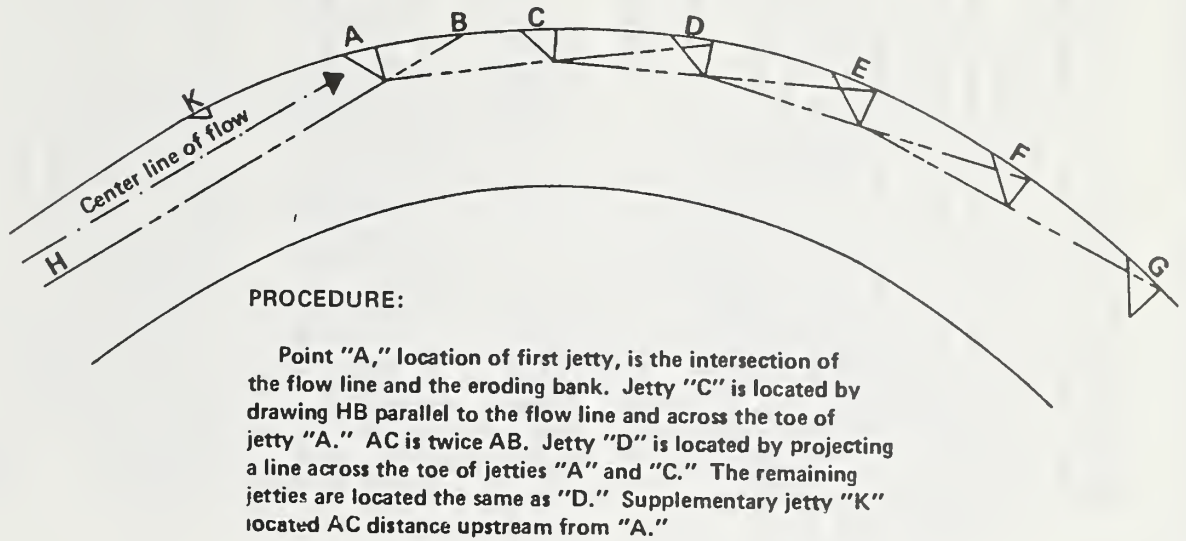 A
B
C
D
E
F
G
K
Center line of flow
H
PROCEDURE:
Point "A," location of first jetty, is the intersection of
the flow line and the eroding bank. Jetty "C" is located by
drawing HB parallel to the flow line and across the toe of
jetty "A." AC is twice AB. Jetty "D" is located by projecting
a line across the toe of jetties "A" and "C." The remaining
jetties are located the same as "D." Supplementary jetty "K"
located AC distance upstream from "A."